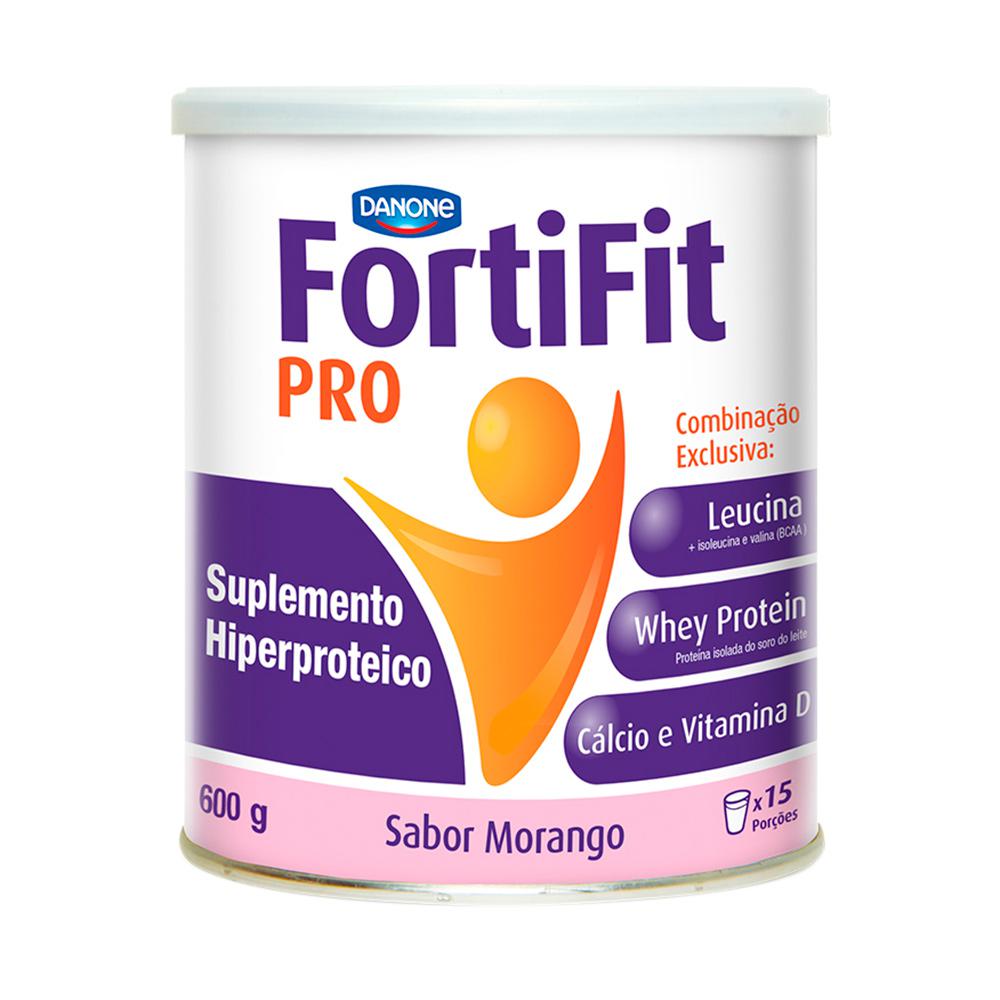 DANONE
FortiFit
PRO
Combinação
Exclusiva:
Leucina
+ isoleucina e valina (BCAA)
Whey Protein
Proteína isolada do soro do leite
Cálcio e Vitamina D
Suplemento
Hiperproteico
600 g
Sabor Morango
x15
Porções